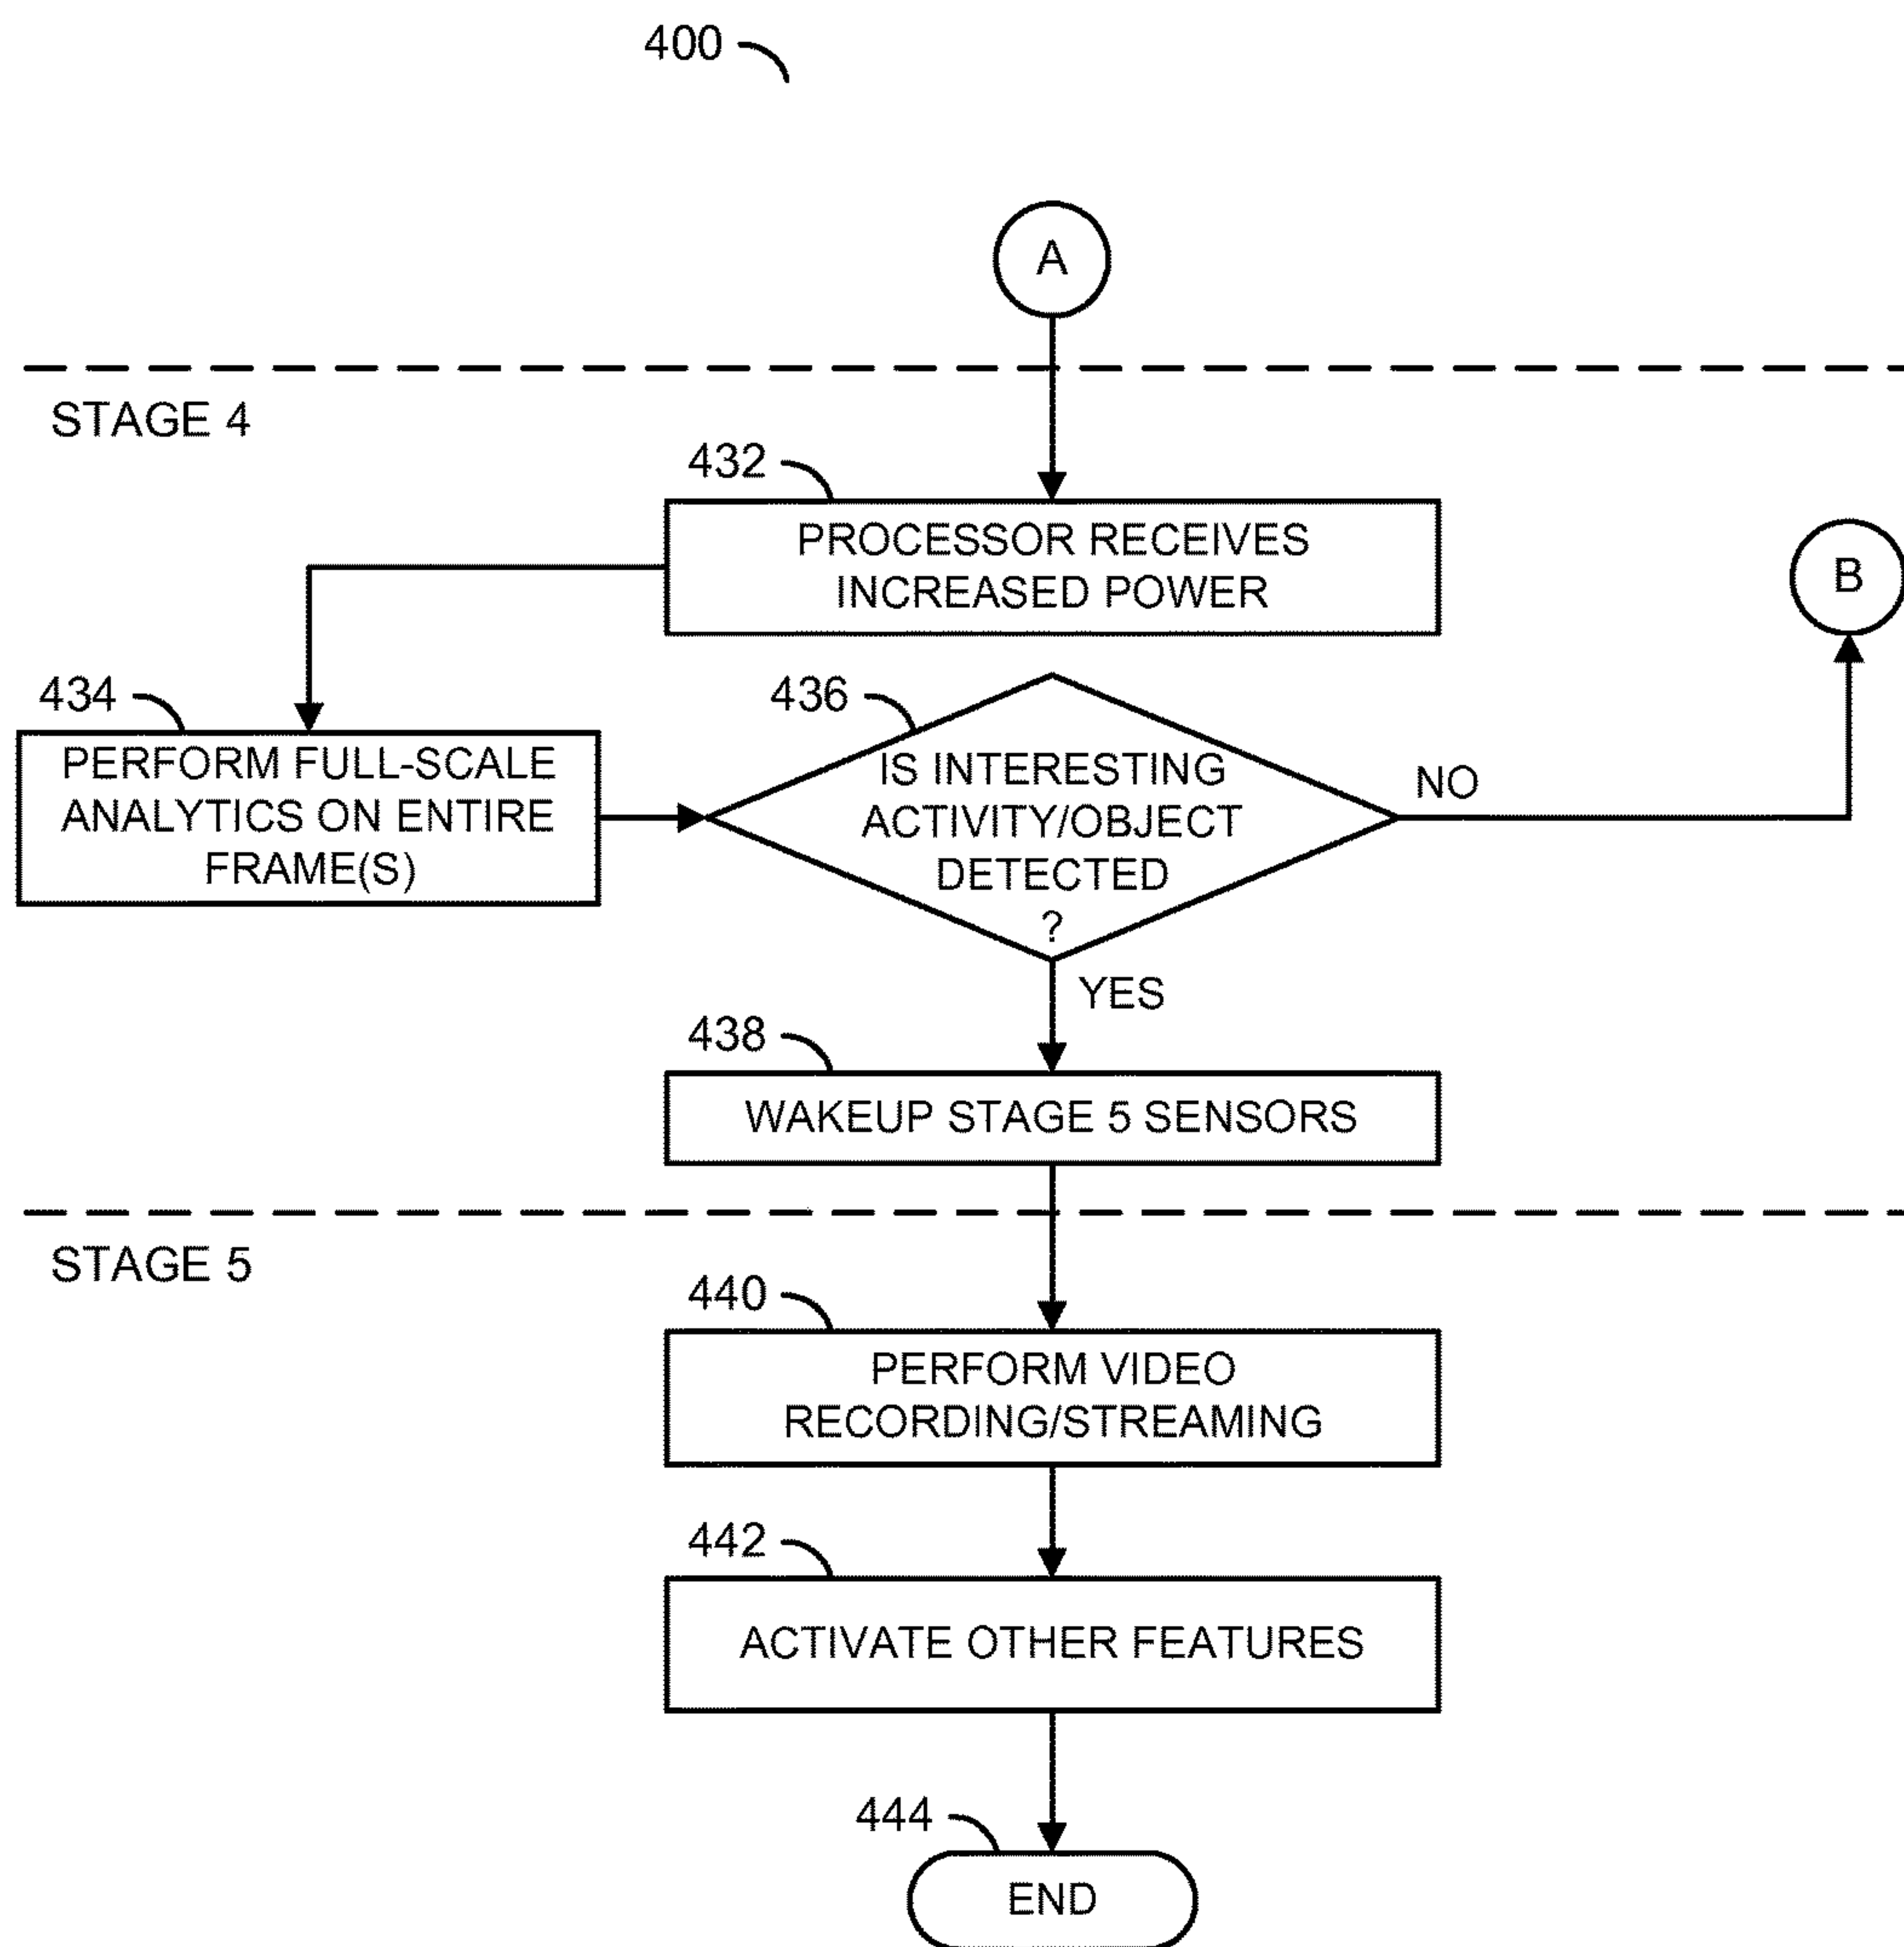 400
A
STAGE 4
432
PROCESSOR RECEIVES
INCREASED POWER
B
434
PERFORM FULL-SCALE
ANALYTICS ON ENTIRE
FRAME(S)
436
IS INTERESTING
ACTIVITY/OBJECT
DETECTED
?
NO
YES
438
WAKEUP STAGE 5 SENSORS
STAGE 5
440
PERFORM VIDEO
RECORDING/STREAMING
442
ACTIVATE OTHER FEATURES
444
END